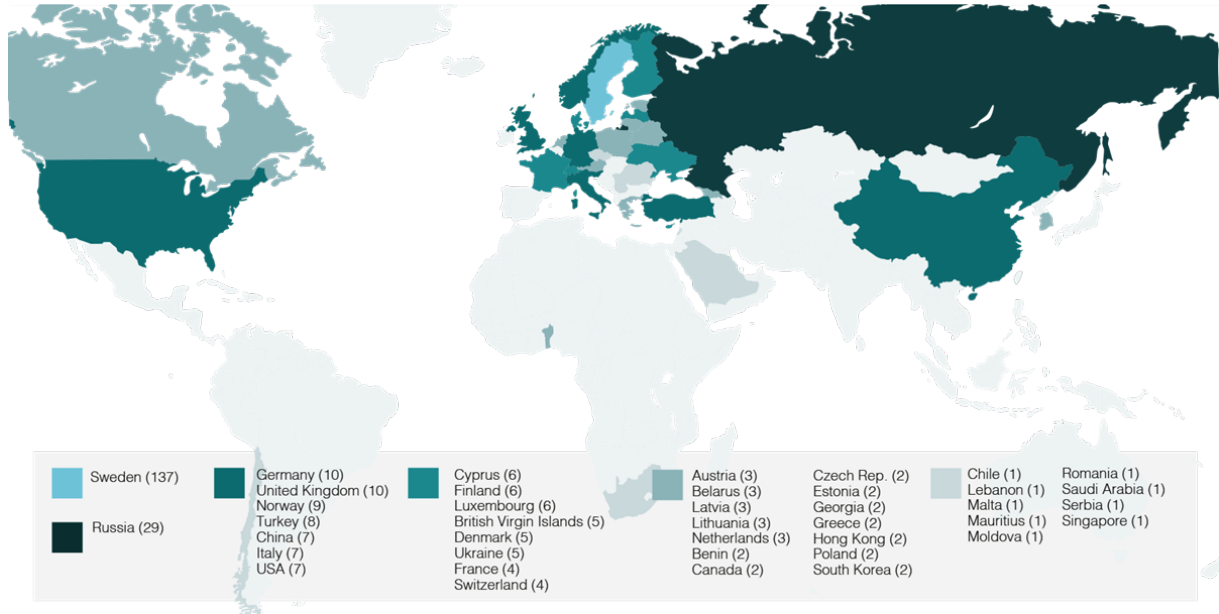 Sweden (137)
Russia (29)
Germany (10)
United Kingdom (10)
Norway (9)
Turkey (8)
China (7)
Italy (7)
USA (7)
Cyprus (6)
Finland (6)
Luxembourg (6)
British Virgin Islands (5)
Denmark (5)
Ukraine (5)
France (4)
Switzerland (4)
Austria (3)
Belarus (3)
Latvia (3)
Lithuania (3)
Netherlands (3)
Benin (2)
Canada (2)
Czech Rep. (2)
Estonia (2)
Georgia (2)
Greece (2)
Hong Kong (2)
Poland (2)
South Korea (2)
Chile (1)
Lebanon (1)
Malta (1)
Mauritius (1)
Moldova (1)
Romania (1)
Saudi Arabia (1)
Serbia (1)
Singapore (1)